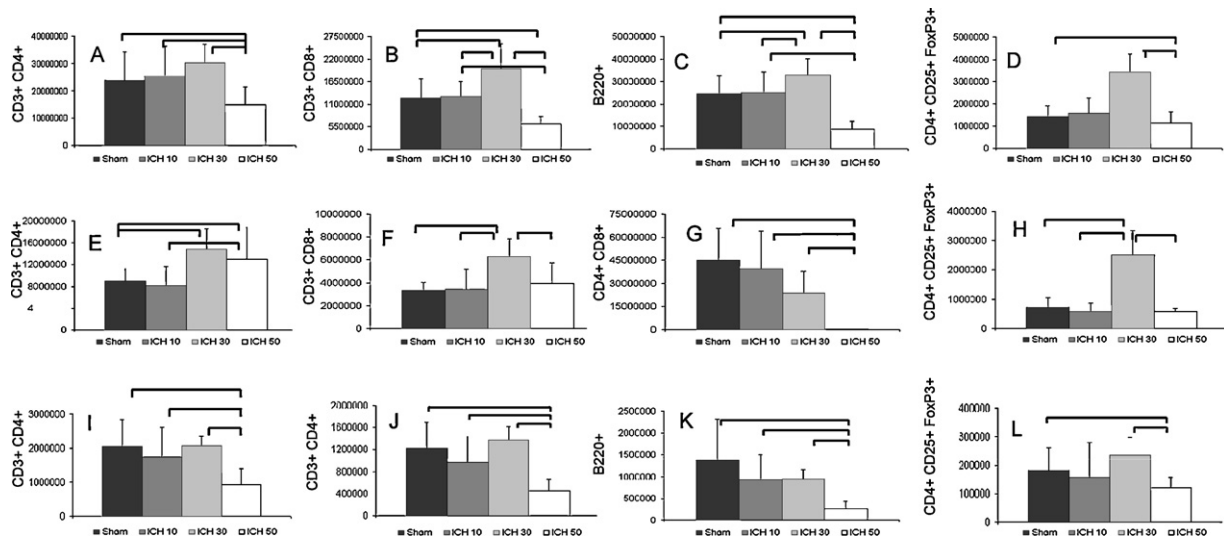 A
CD3+ CD4+
40000000
30000000
20000000
10000000
0
Sham ICH 10 ICH 30 ICH 50
B
CD3+ CD8+
27500000
22000000
16500000
11000000
5500000
0
Sham ICH 10 ICH 30 ICH 50
C
B220+
50000000
40000000
30000000
20000000
10000000
0
Sham ICH 10 ICH 30 ICH 50
D
CD4+ CD25+ FoxP3+
5000000
4000000
3000000
2000000
1000000
0
Sham ICH 10 ICH 30 ICH 50
E
CD3+ CD4+
20000000
16000000
12000000
8000000
4
0
Sham ICH 10 ICH 30 ICH 50
F
CD3+ CD8+
10000000
8000000
6000000
4000000
2000000
0
Sham ICH 10 ICH 30 ICH 50
G
CD4+ CD8+
75000000
60000000
45000000
30000000
15000000
0
Sham ICH 10 ICH 30 ICH 50
H
CD4+ CD25+ FoxP3+
4000000
3000000
2000000
1000000
0
Sham ICH 10 ICH 30 ICH 50
I
CD3+ CD4+
3000000
2000000
1000000
0
Sham ICH 10 ICH 30 ICH 50
J
CD3+ CD4+
2000000
1600000
1200000
800000
400000
0
Sham ICH 10 ICH 30 ICH 50
K
B220+
2500000
2000000
1500000
1000000
500000
0
Sham ICH 10 ICH 30 ICH 50
L
CD4+ CD25+ FoxP3+
400000
300000
200000
100000
0
Sham ICH 10 ICH 30 ICH 50